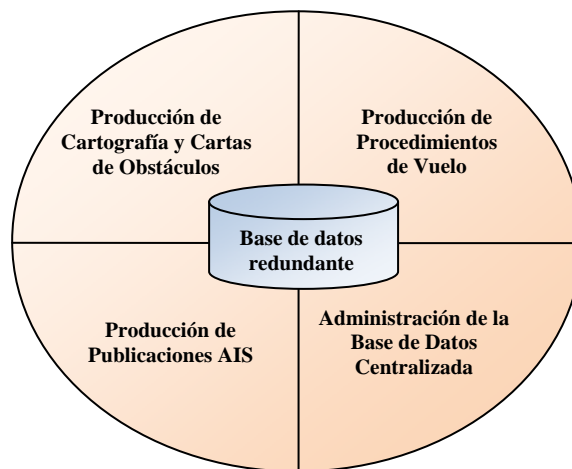 Producción de
Cartografía y Cartas
de Obstáculos
Producción de
Procedimientos
de Vuelo
Base de datos
redundante
Producción de
Publicaciones AIS
Administración de la
Base de Datos
Centralizada